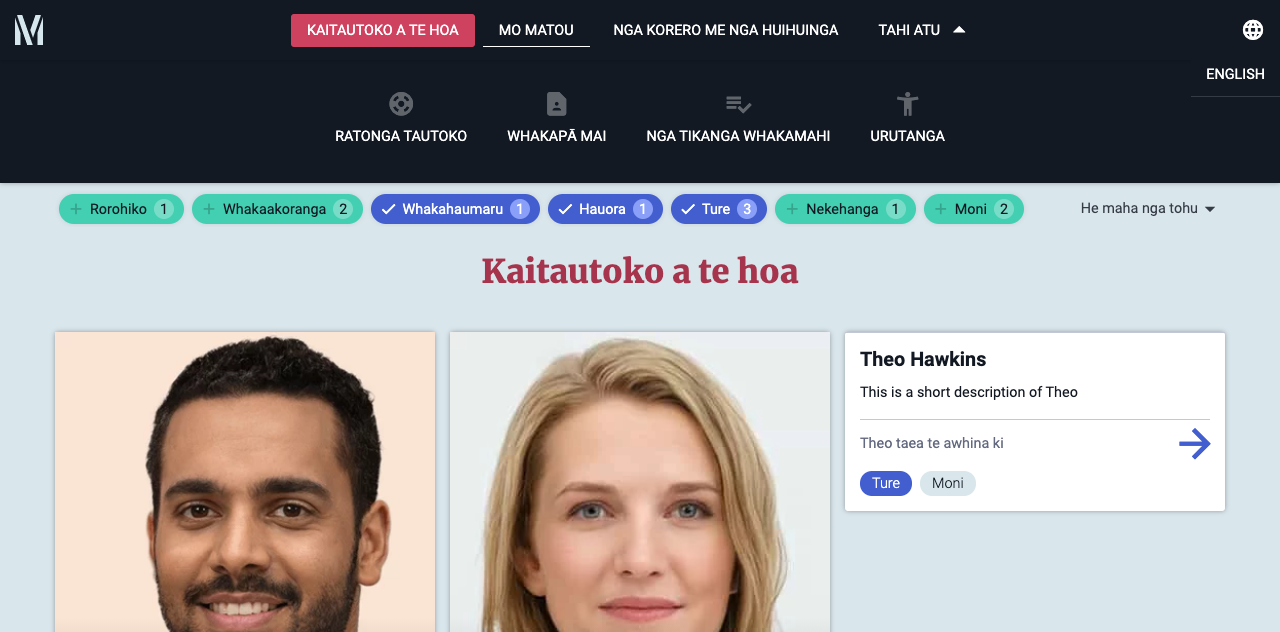 KAITAUTOKO A TE HOA
MO MATOU
NGA KORERO ME NGA HUIHUINGA
TAHI ATU
ENGLISH
RATONGA TAUTOKO
WHAKAPĀ MAI
NGA TIKANGA WHAKAMAHI
URUTANGA
Rorohiko 1
Whakaakoranga 2
Whakahaumaru 1
Hauora 1
Ture 3
Nekehanga 1
Moni 2
He maha nga tohu
Kaitautoko a te hoa
Theo Hawkins
This is a short description of Theo
Theo taea te awhina ki
Ture
Moni